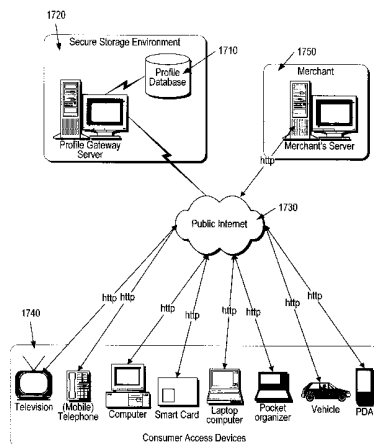 1720
Secure Storage Environment
1710
Profile
Database
Profile Gateway
Server
1750
Merchant
Merchant's Server
http
Public Internet
1730
http
http
http
http
http
http
http
http
1740
Television
(Mobile)
Telephone
Computer
Smart Card
Laptop
computer
Pocket
organizer
Vehicle
PDA
Consumer Access Devices